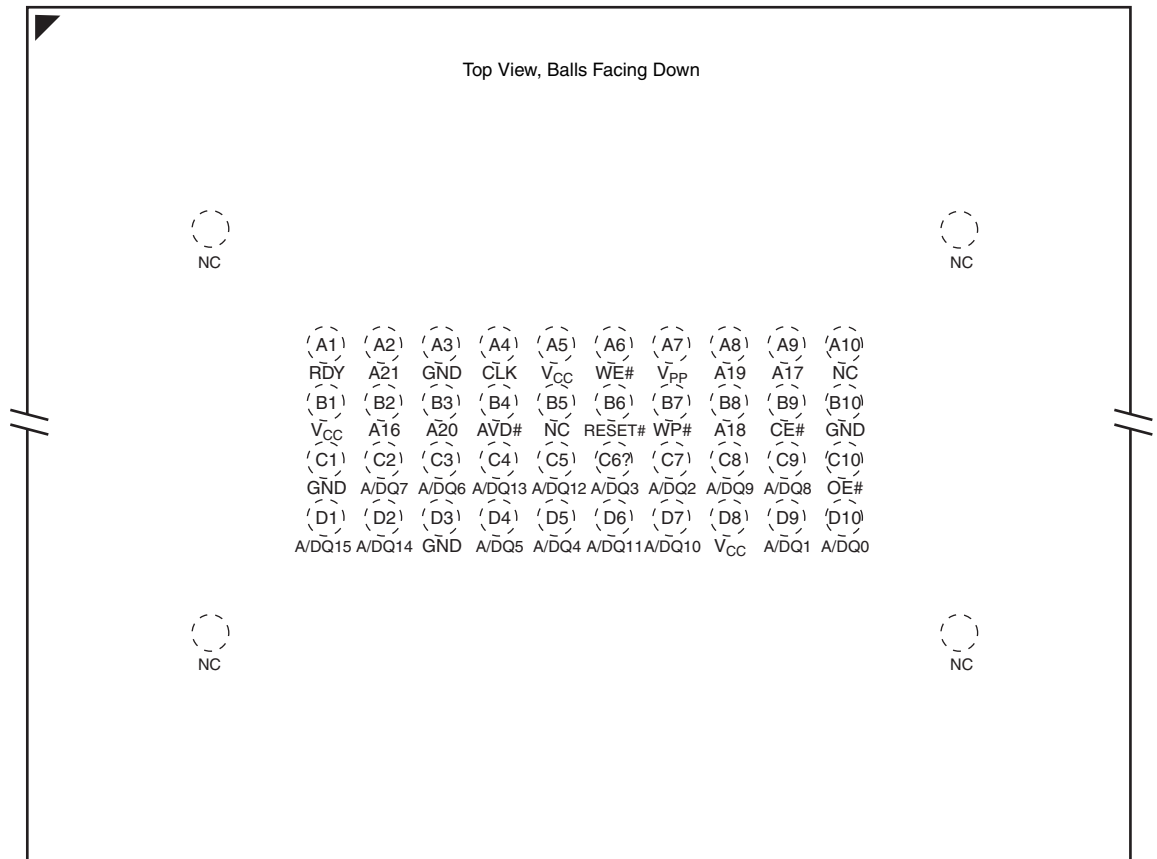 Top View, Balls Facing Down
NC NC
A1 A2 A3 A4 A5 A6 A7 A8 A9 A10
RDY A21 GND CLK VCC WE# VPP A19 A17 NC
B1 B2 B3 B4 B5 B6 B7 B8 B9 B10
VCC A16 A20 AVD# NC RESET# WP# A18 CE# GND
C1 C2 C3 C4 C5 C6? C7 C8 C9 C10
GND A/DQ7 A/DQ6 A/DQ13 A/DQ12 A/DQ3 A/DQ2 A/DQ9 A/DQ8 OE#
D1 D2 D3 D4 D5 D6 D7 D8 D9 D10
A/DQ15 A/DQ14 GND A/DQ5 A/DQ4 A/DQ11 A/DQ10 VCC A/DQ1 A/DQ0
NC NC